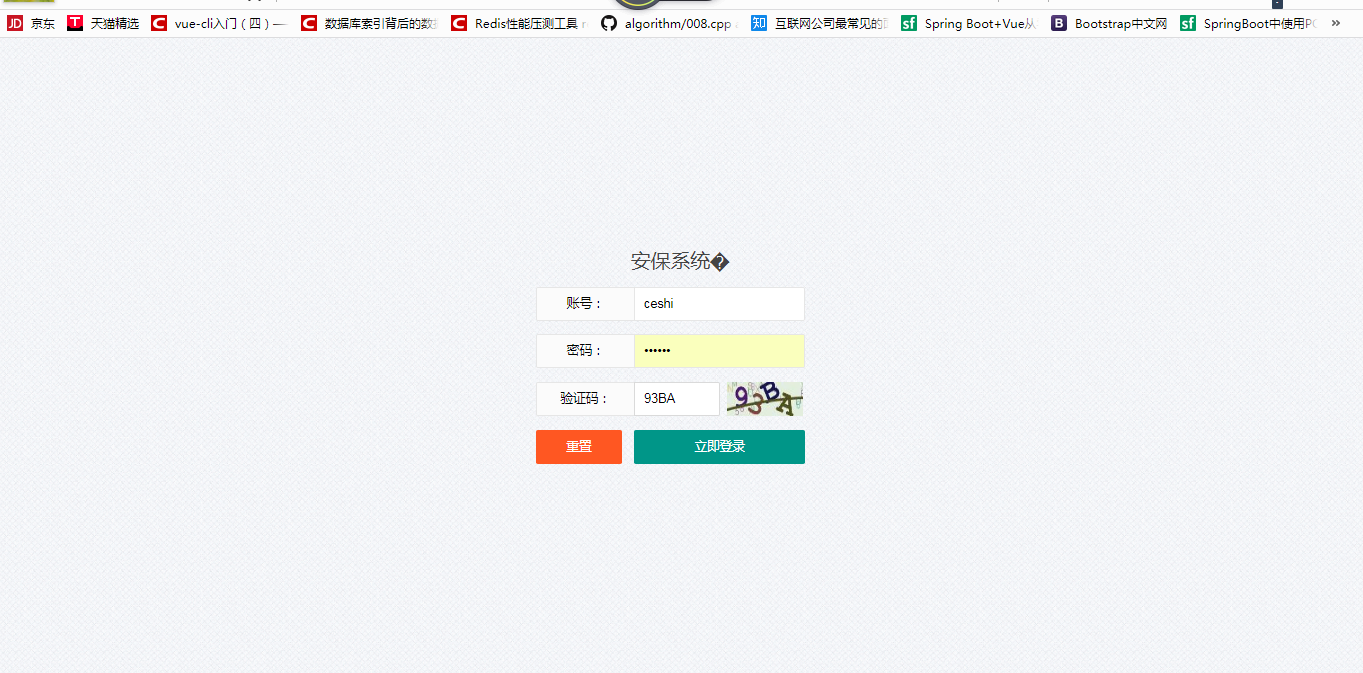 JD 京东 T 天猫精选 C vue-cli入门（四）— C 数据库索引背后的数 C Redis性能压测工具 algorithm/008.cpp 知 互联网公司最常见的 sf Spring Boot+Vue从 B Bootstrap中文网 sf SpringBoot中使用PO »
安保系统�
账号： ceshi
密码： ••••••
验证码： 93BA 93BA
重置 立即登录